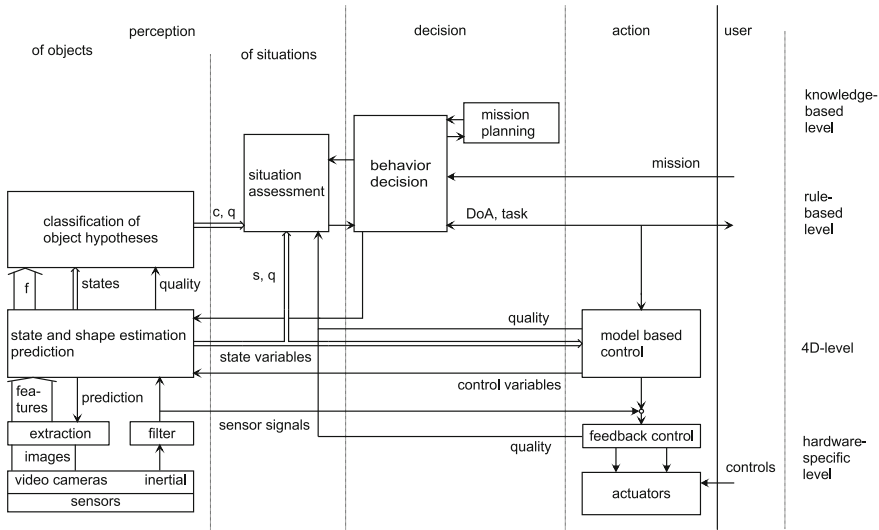 perception
decision
action
user
of objects
of situations
knowledge-
based
level
mission
planning
mission
behavior
decision
situation
assessment
rule-
based
level
classification of
object hypotheses
c, q
DoA, task
s, q
f
states
quality
quality
state and shape estimation
prediction
model based
control
4D-level
state variables
control variables
fea-
tures
prediction
sensor signals
extraction
filter
feedback control
quality
hardware-
specific
level
images
video cameras
inertial
controls
actuators
sensors